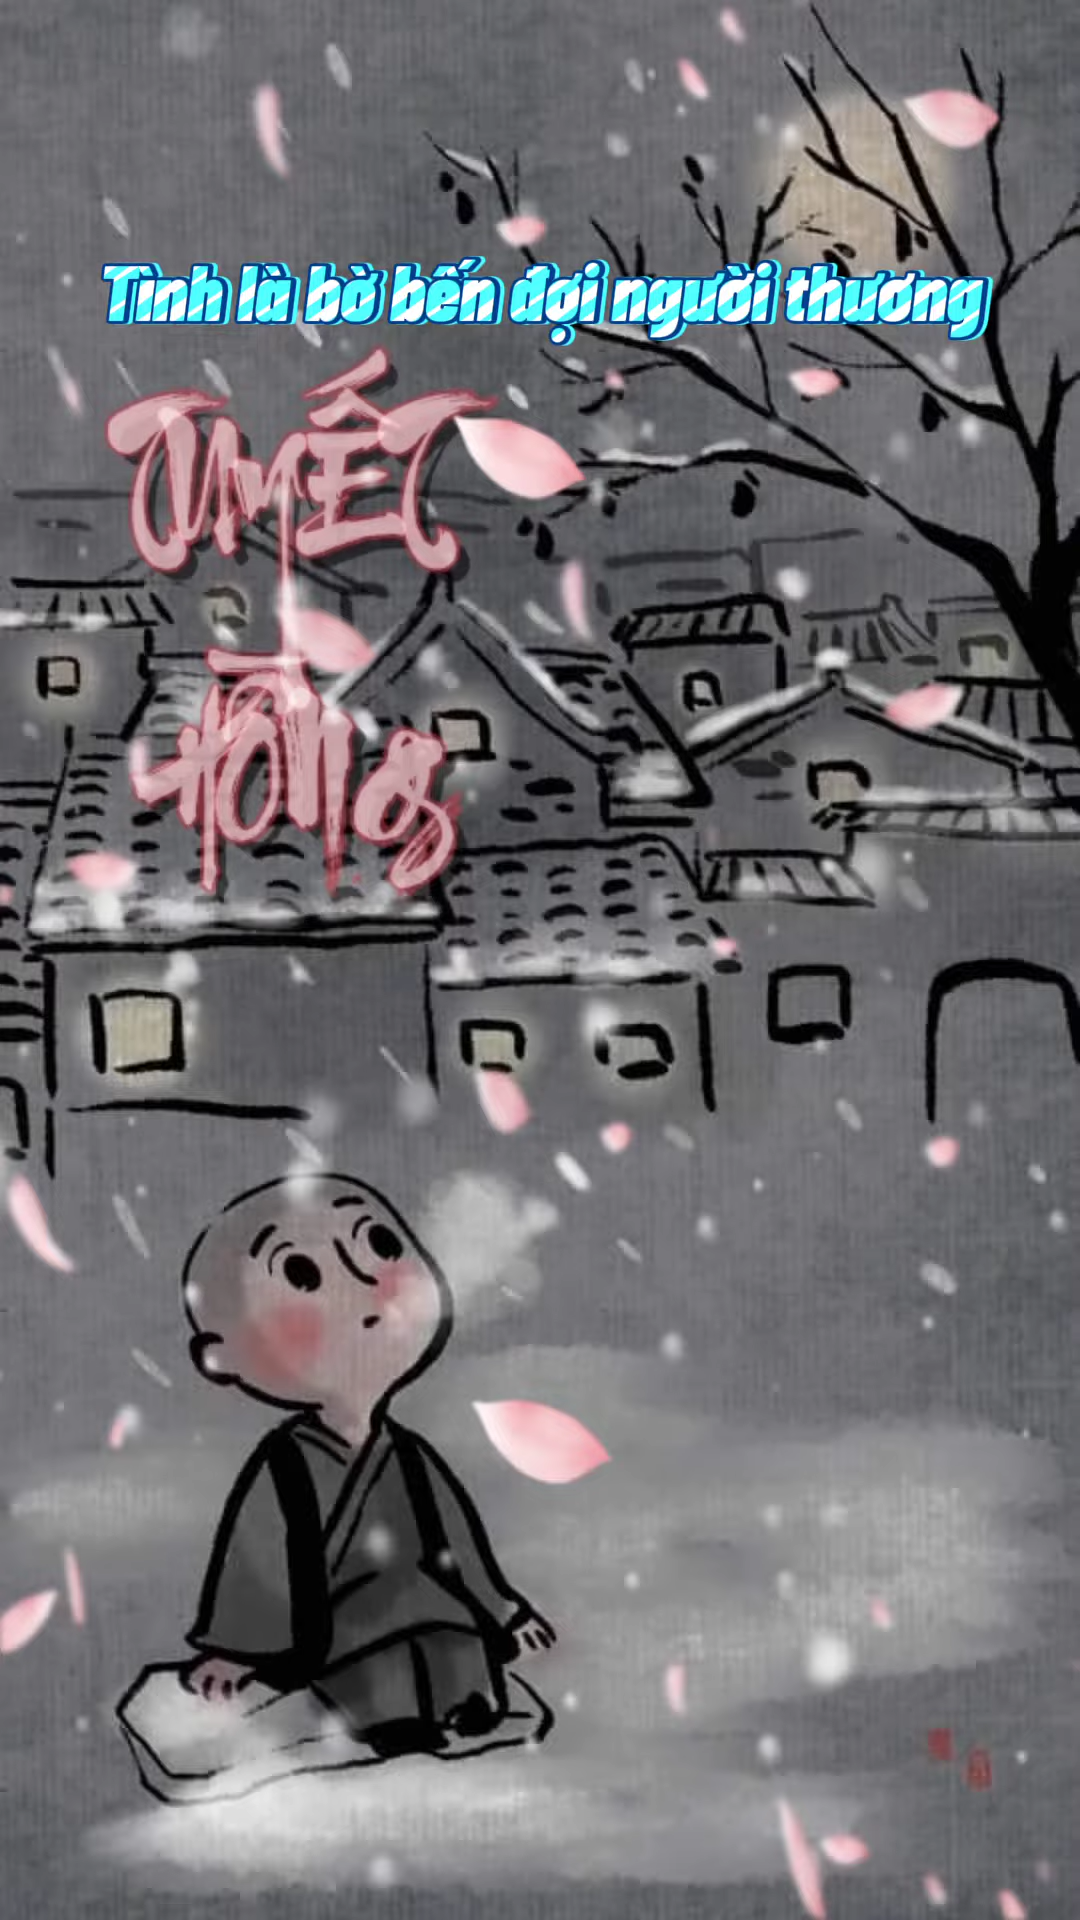 Tình là bờ bến đợi người thương
TUYẾT
HỒNG